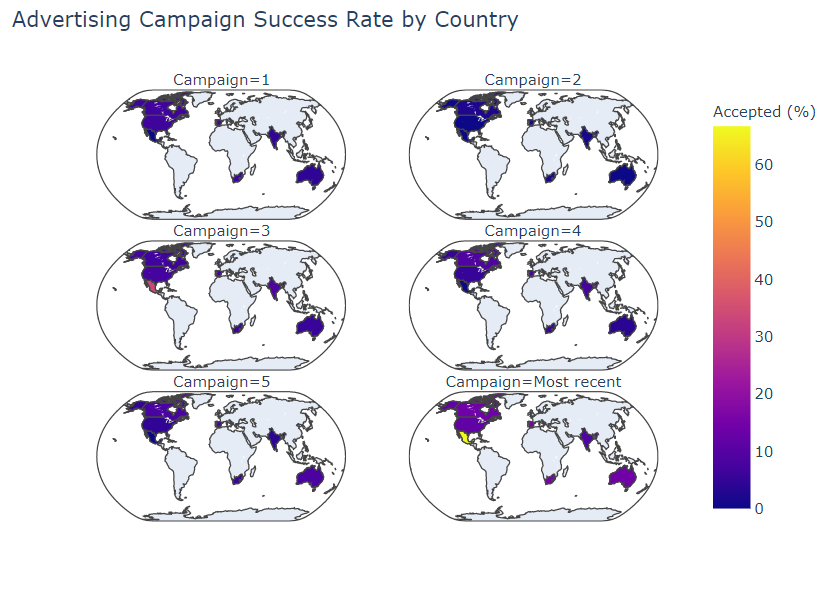 Advertising Campaign Success Rate by Country
Campaign=1
Campaign=2
Accepted (%)
60
50
Campaign=3
Campaign=4
40
30
20
Campaign=5
Campaign=Most recent
10
0